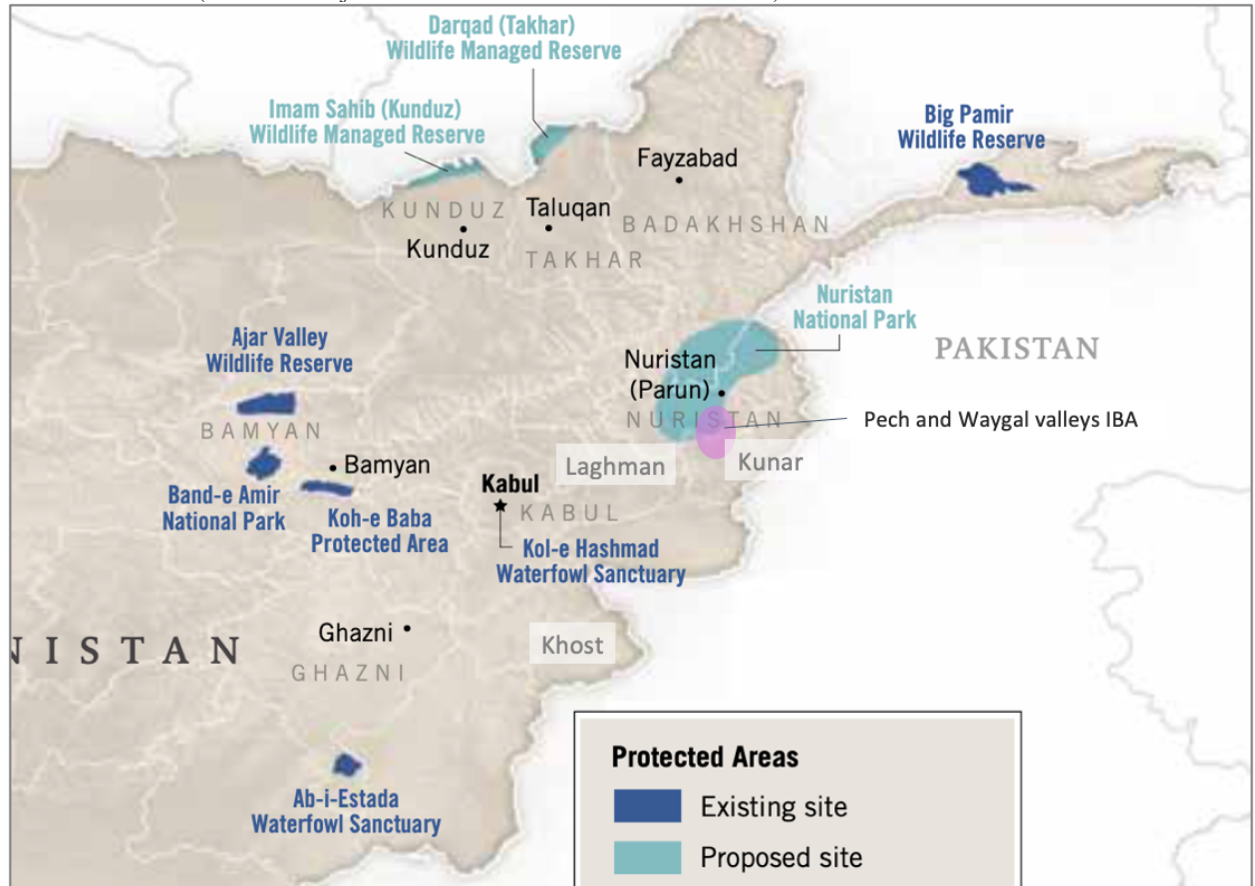 Darqad (Takhar)
Wildlife Managed Reserve
Imam Sahib (Kunduz)
Wildlife Managed Reserve
Big Pamir
Wildlife Reserve
Fayzabad
KUNDUZ
Taluqan
BADAKHSHAN
Kunduz
TAKHAR
Nuristan
National Park
Ajar Valley
Wildlife Reserve
PAKISTAN
Nuristan
(Parun)
NURISTAN
Pech and Waygal valleys IBA
BAMYAN
Laghman
Kunar
Bamyan
Band-e Amir
National Park
Koh-e Baba
Protected Area
Kabul
KABUL
Kol-e Hashmad
Waterfowl Sanctuary
Ghazni
GHAZNI
Khost
NISTAN
Ab-i-Estada
Waterfowl Sanctuary
Protected Areas
Existing site
Proposed site